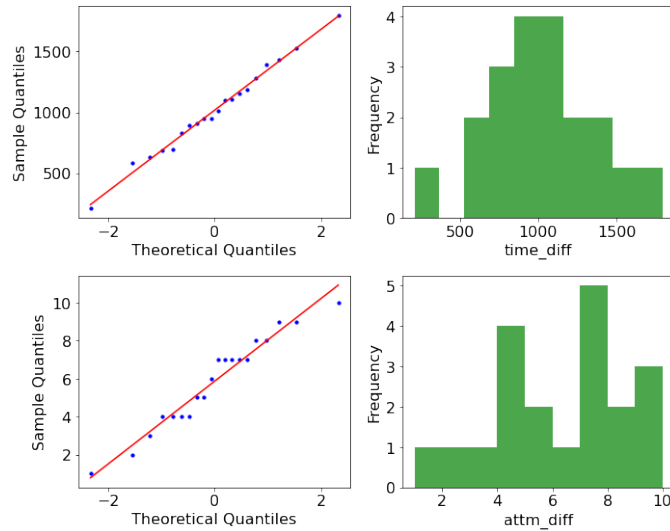 1500
1000
500
Sample Quantiles
−2 0 2
Theoretical Quantiles
4
3
2
1
0
Frequency
500 1000 1500
time_diff
10
8
6
4
2
Sample Quantiles
−2 0 2
Theoretical Quantiles
5
4
3
2
1
0
Frequency
2 4 6 8 10
attm_diff